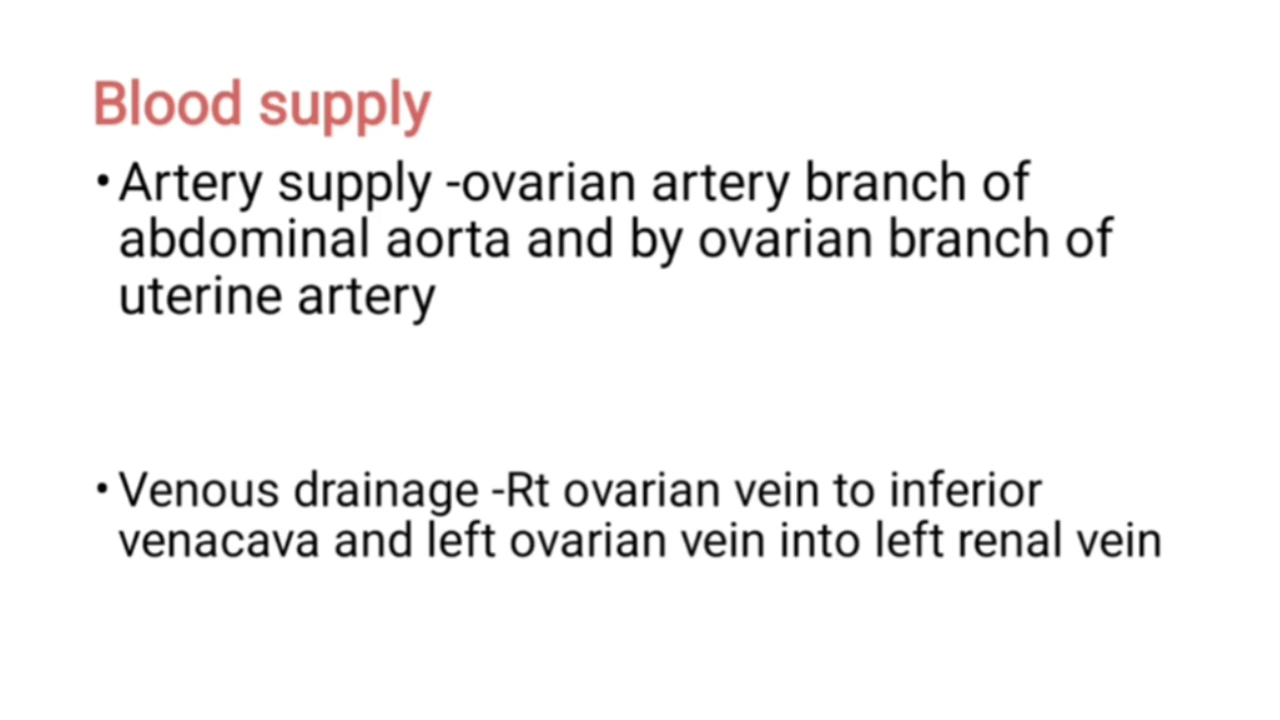 Blood supply
•Artery supply -ovarian artery branch of
abdominal aorta and by ovarian branch of
uterine artery
•Venous drainage -Rt ovarian vein to inferior
venacava and left ovarian vein into left renal vein